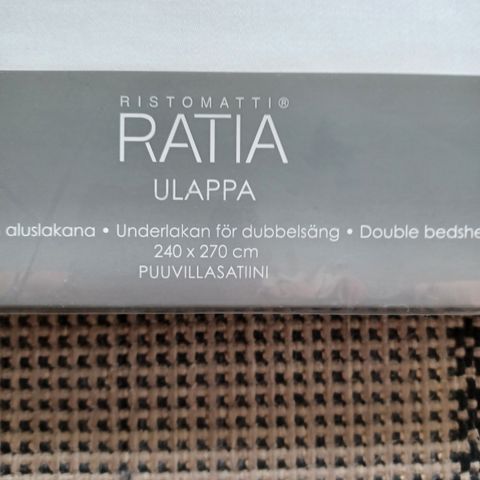 RISTOMATTI®
RATIA
ULAPPA
aluslakana • Underlakan för dubbelsäng • Double bedshe
240 x 270 cm
PUUVILLASATIINI